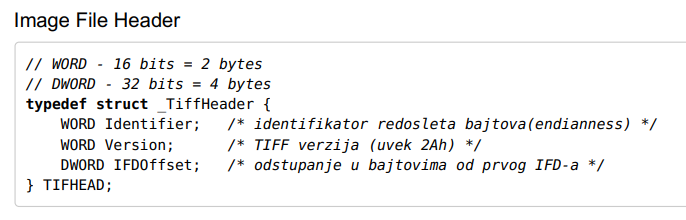 Image File Header
// WORD - 16 bits = 2 bytes
// DWORD - 32 bits = 4 bytes
typedef struct _TiffHeader {
    WORD Identifier;   /* identifikator redosleta bajtova(endianness) */
    WORD Version;      /* TIFF verzija (uvek 2Ah) */
    DWORD IFDOffset;   /* odstupanje u bajtovima od prvog IFD-a */
} TIFHEAD;